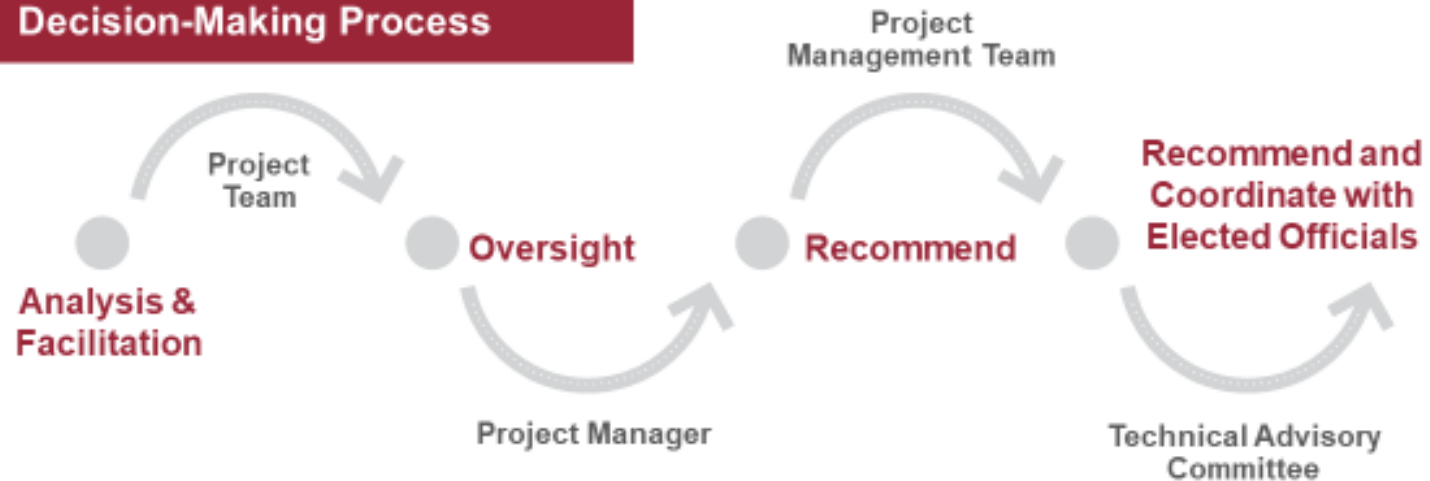 Decision-Making Process
Project
Team
Analysis &
Facilitation
Oversight
Project Manager
Project
Management Team
Recommend
Recommend and
Coordinate with
Elected Officials
Technical Advisory
Committee